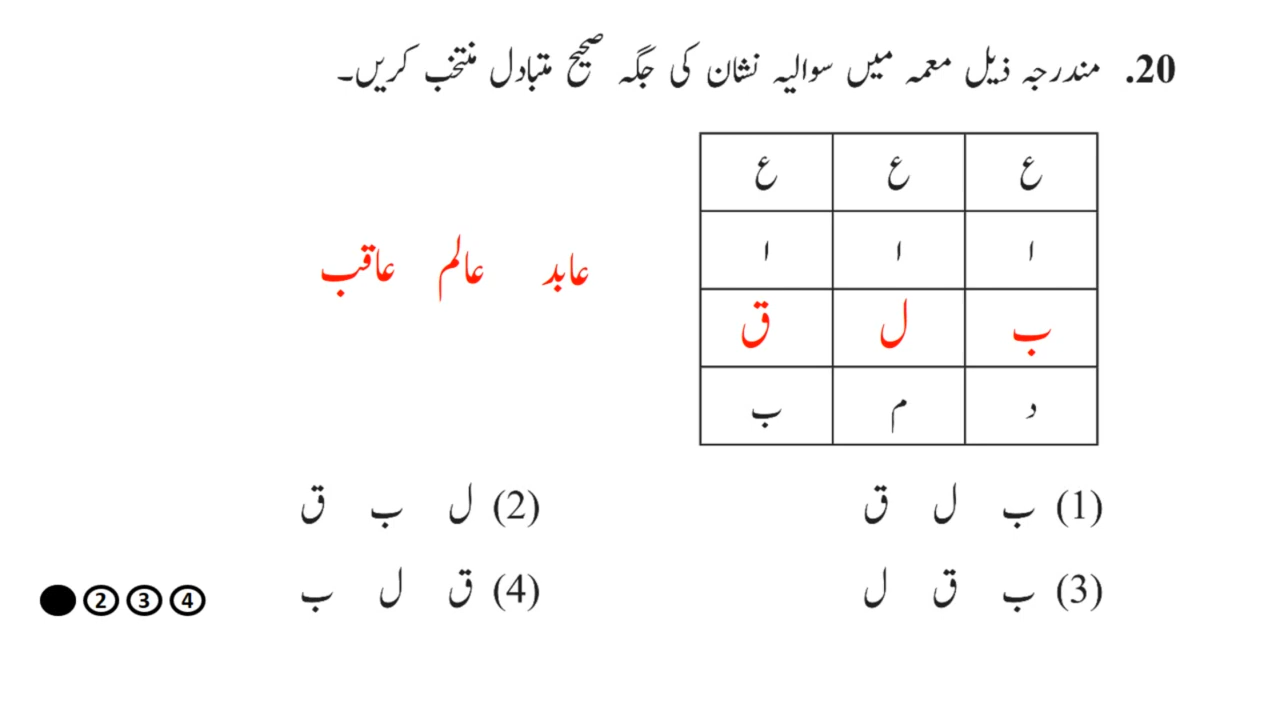 20. مندرجہ ذیل معمہ میں سوالیہ نشان کی جگہ صحیح متبادل منتخب کریں۔
ع ع ع
ا ا ا
ب ل ق
د م ب
عابد عالم عاقب
(1) ب ل ق (2) ل ب ق
(3) ب ق ل (4) ق ل ب
2 3 4